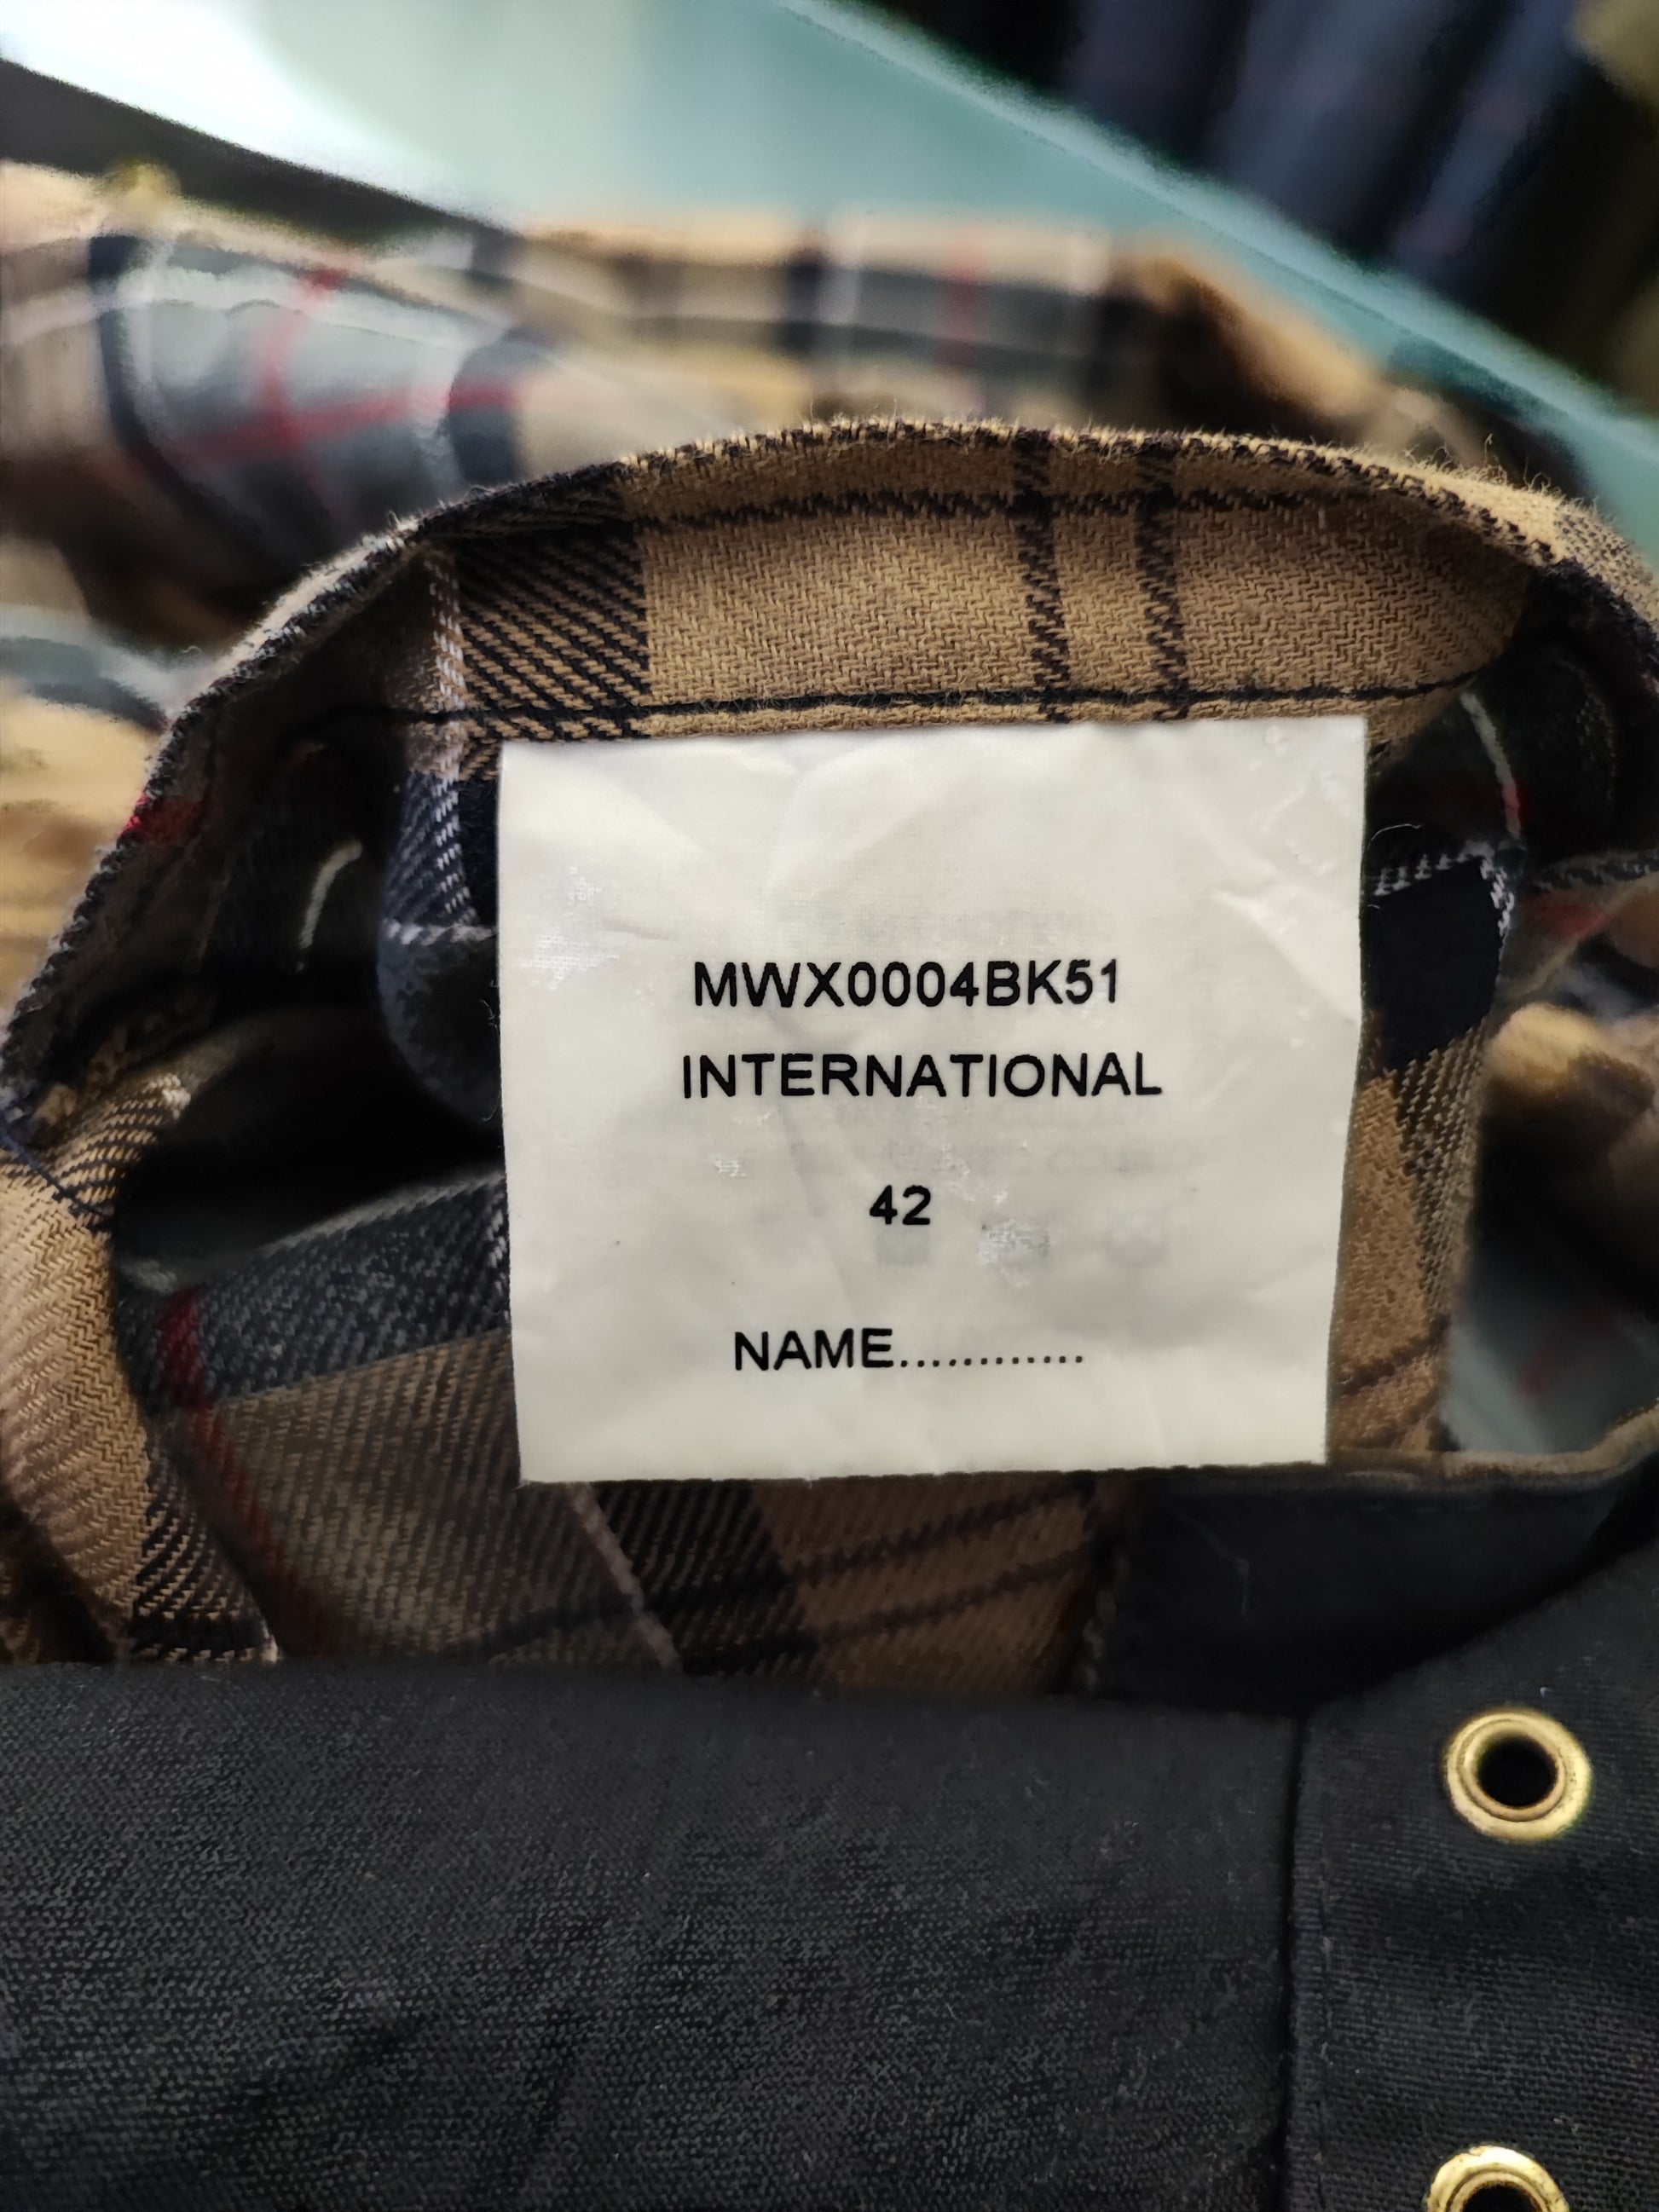 MWX0004BK51
INTERNATIONAL
42
NAME............